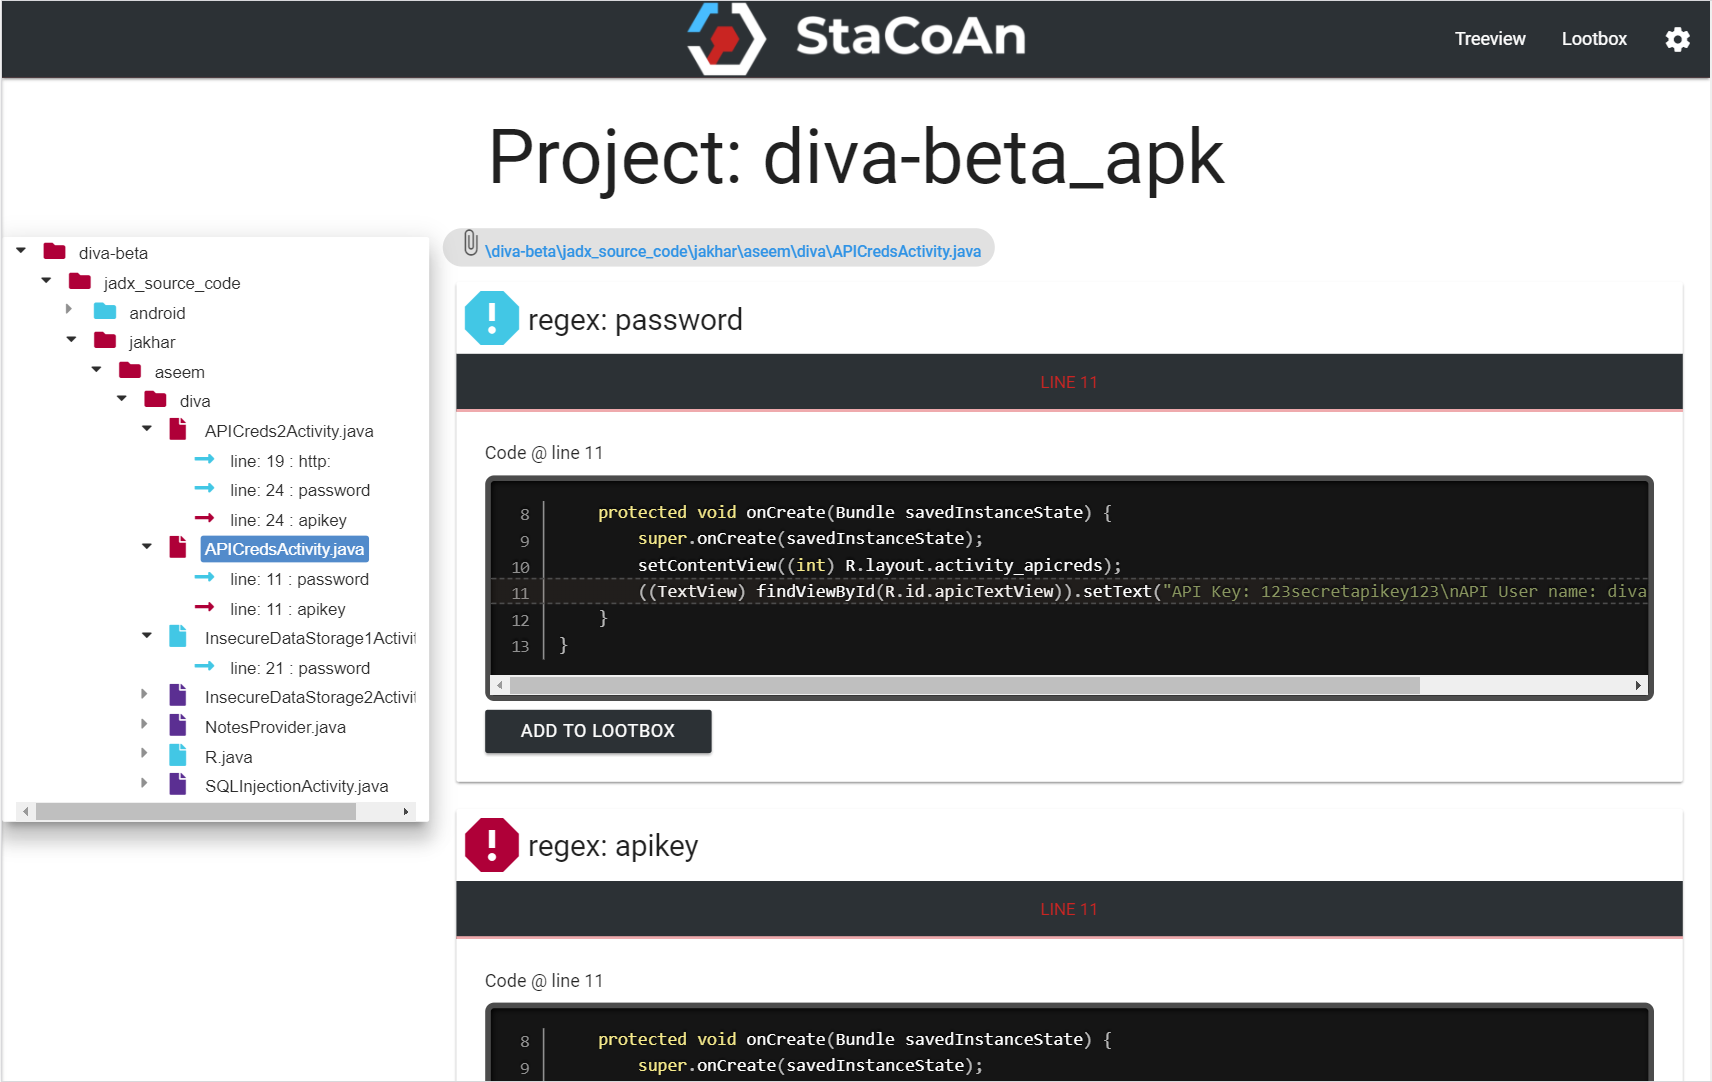 StaCoAn
Treeview
Lootbox
Project: diva-beta_apk
diva-beta
jadx_source_code
android
jakhar
aseem
diva
APICreds2Activity.java
line: 19 : http:
line: 24 : password
line: 24 : apikey
APICredsActivity.java
line: 11 : password
line: 11 : apikey
InsecureDataStorage1Activit
line: 21 : password
InsecureDataStorage2Activit
NotesProvider.java
R.java
SQLInjectionActivity.java
\diva-beta\jadx_source_code\jakhar\aseem\diva\APICredsActivity.java
regex: password
LINE 11
Code @ line 11
8 protected void onCreate(Bundle savedInstanceState) {
9 super.onCreate(savedInstanceState);
10 setContentView((int) R.layout.activity_apicreds);
11 ((TextView) findViewById(R.id.apicTextView)).setText("API Key: 123secretapikey123\nAPI User name: diva
12 }
13 }
ADD TO LOOTBOX
regex: apikey
LINE 11
Code @ line 11
8 protected void onCreate(Bundle savedInstanceState) {
9 super.onCreate(savedInstanceState);